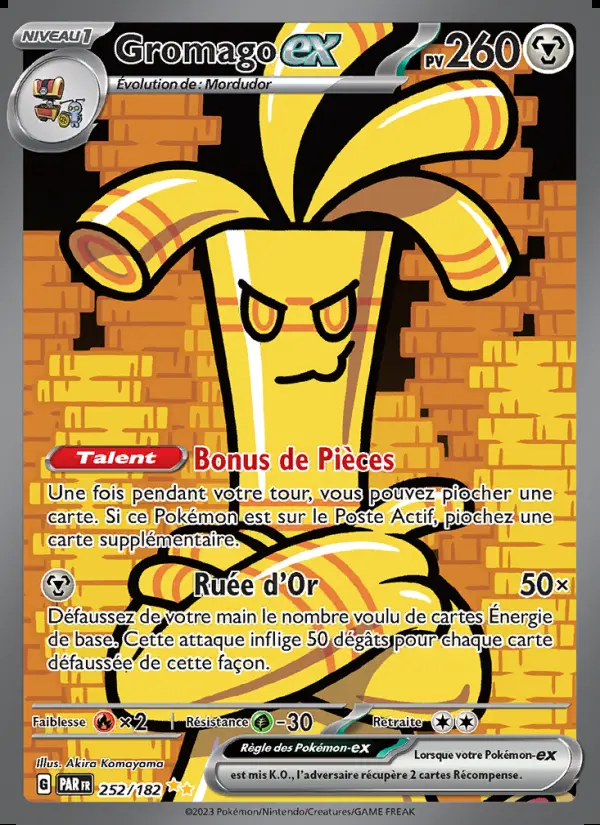 NIVEAU 1
Gromago ex
PV 260
Évolution de : Mordudor
Talent Bonus de Pièces
Une fois pendant votre tour, vous pouvez piocher une
carte. Si ce Pokémon est sur le Poste Actif, piochez une
carte supplémentaire.
Ruée d'Or 50×
Défaussez de votre main le nombre voulu de cartes Énergie
de base. Cette attaque inflige 50 dégâts pour chaque carte
défaussée de cette façon.
Faiblesse ×2 Résistance -30 Retraite
Illus. Akira Komayama
Règle des Pokémon-ex Lorsque votre Pokémon-ex
est mis K.O., l'adversaire récupère 2 cartes Récompense.
G PAR FR 252/182
©2023 Pokémon/Nintendo/Creatures/GAME FREAK